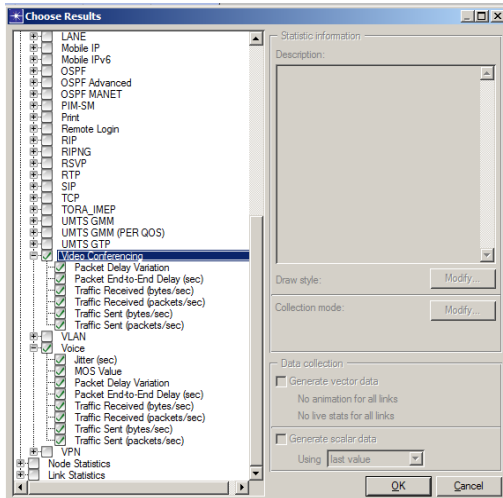 Choose Results
LANE
Mobile IP
Mobile IPv6
OSPF
OSPF Advanced
OSPF MANET
PIM-SM
Print
Remote Login
RIP
RIPNG
RSVP
RTP
SIP
TCP
TORA_IMEP
UMTS GMM
UMTS GMM (PER QOS)
UMTS GTP
Video Conferencing
Packet Delay Variation
Packet End-to-End Delay (sec)
Traffic Received (bytes/sec)
Traffic Received (packets/sec)
Traffic Sent (bytes/sec)
Traffic Sent (packets/sec)
VLAN
Voice
Jitter (sec)
MOS Value
Packet Delay Variation
Packet End-to-End Delay (sec)
Traffic Received (bytes/sec)
Traffic Received (packets/sec)
Traffic Sent (bytes/sec)
Traffic Sent (packets/sec)
VPN
Node Statistics
Link Statistics
Statistic information
Description:
Draw style: Modify...
Collection mode: Modify...
Data collection
Generate vector data
No animation for all links
No live stats for all links
Generate scalar data
Using last value
OK Cancel